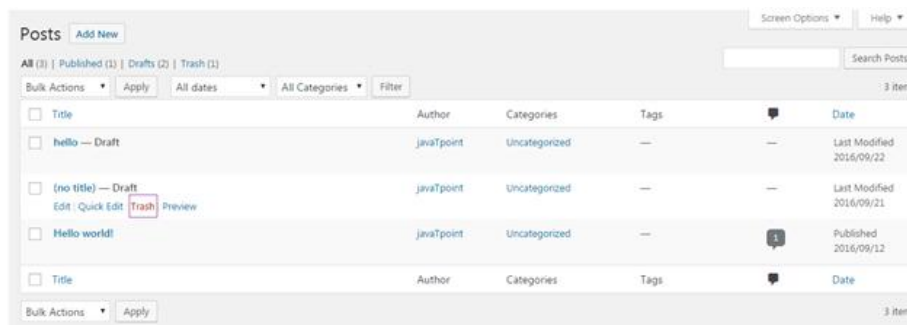 Screen Options ▼ Help ▼
Posts Add New
All (3) | Published (1) | Drafts (2) | Trash (1)
Search Posts
Bulk Actions ▼ Apply All dates ▼ All Categories ▼ Filter
3 iter
Title Author Categories Tags Date
hello — Draft javaTpoint Uncategorized — — Last Modified
2016/09/22
(no title) — Draft javaTpoint Uncategorized — — Last Modified
2016/09/21
Edit | Quick Edit | Trash | Preview
Hello world! javaTpoint Uncategorized — 1 Published
2016/09/12
Title Author Categories Tags Date
Bulk Actions ▼ Apply
3 iter